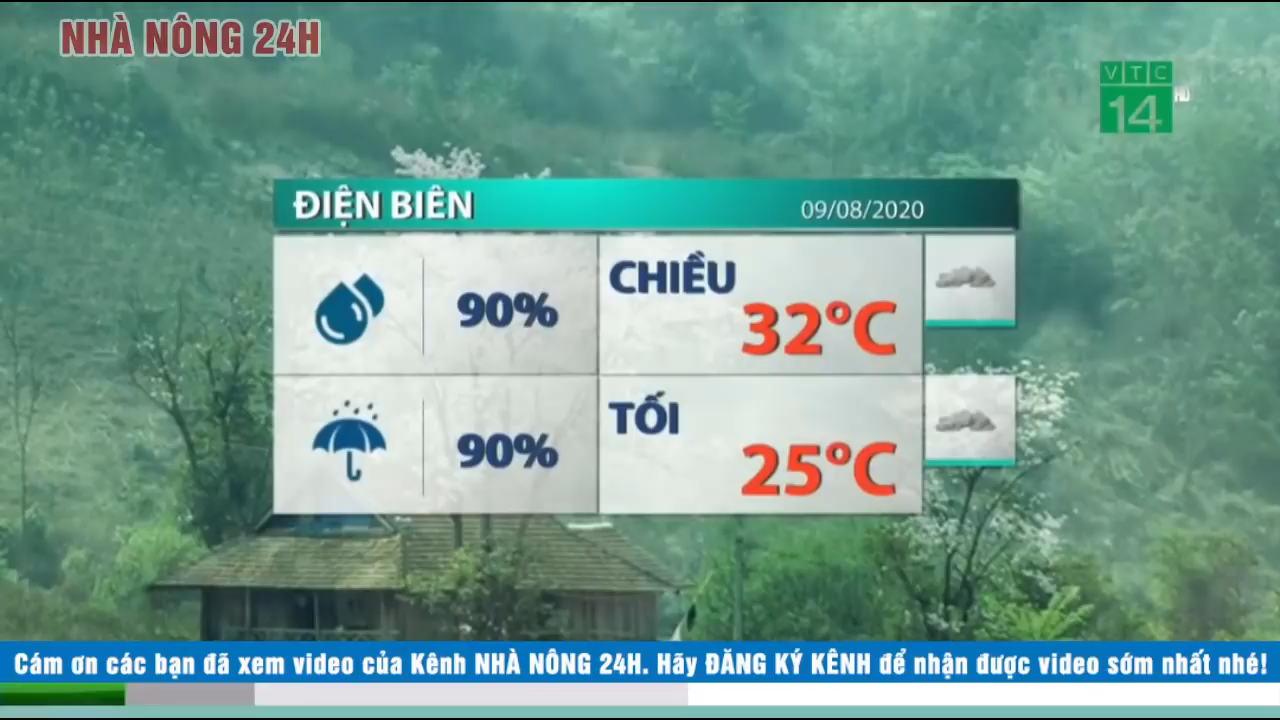 NHÀ NÔNG 24H
VTC
14
HD
ĐIỆN BIÊN
09/08/2020
90%
CHIỀU
32°C
90%
TỐI
25°C
Cám ơn các bạn đã xem video của Kênh NHÀ NÔNG 24H. Hãy ĐĂNG KÝ KÊNH để nhận được video sớm nhất nhé!